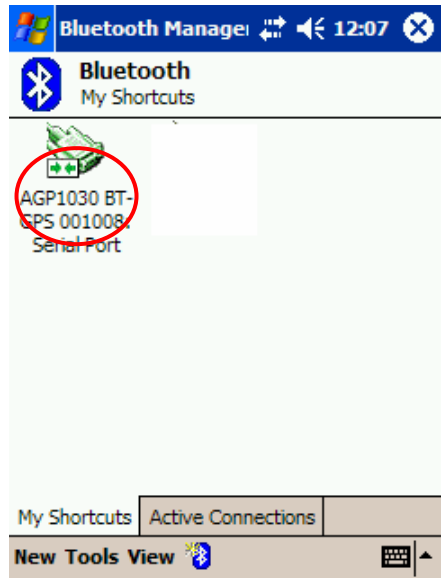 Bluetooth Manager 12:07
Bluetooth
My Shortcuts
AGP1030 BT-
GPS 001008:
Serial Port
My Shortcuts Active Connections
New Tools View